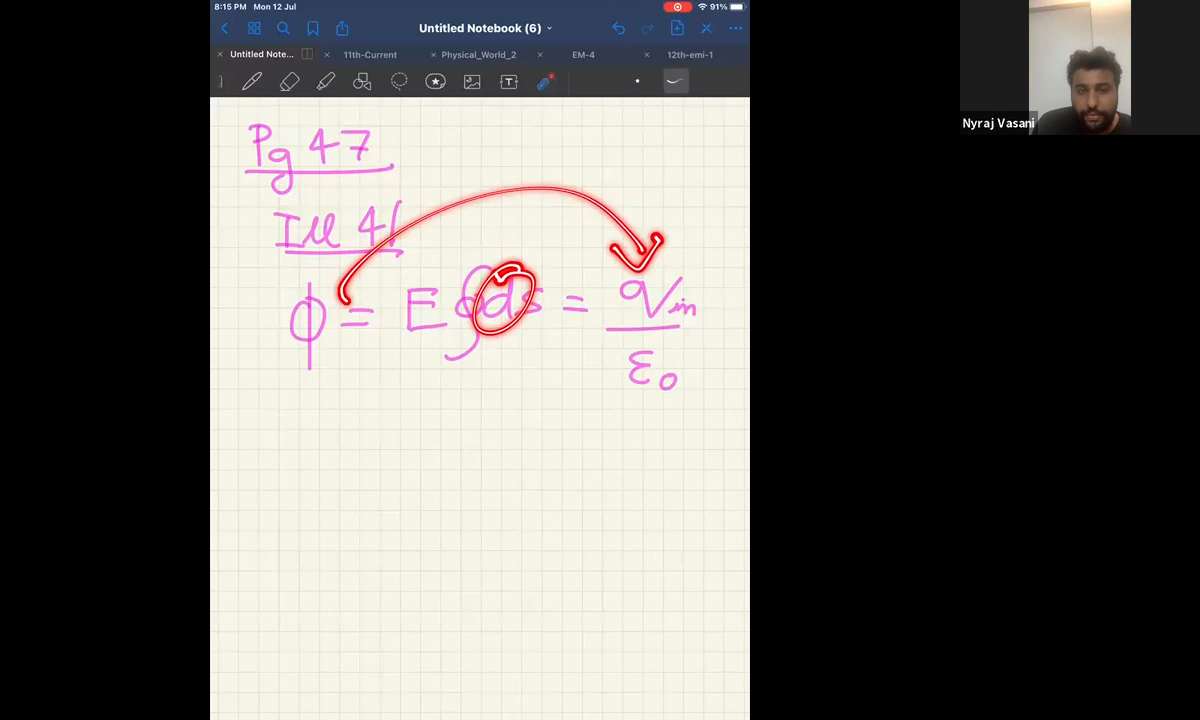 8:15 PM Mon 12 Jul
91%
Untitled Notebook (6)
Untitled Note...
11th-Current
Physical_World_2
EM-4
12th-emi-1
Nyraj Vasani
Pg 47
Ill 41
ϕ = E ∮ds = q_in / ε₀